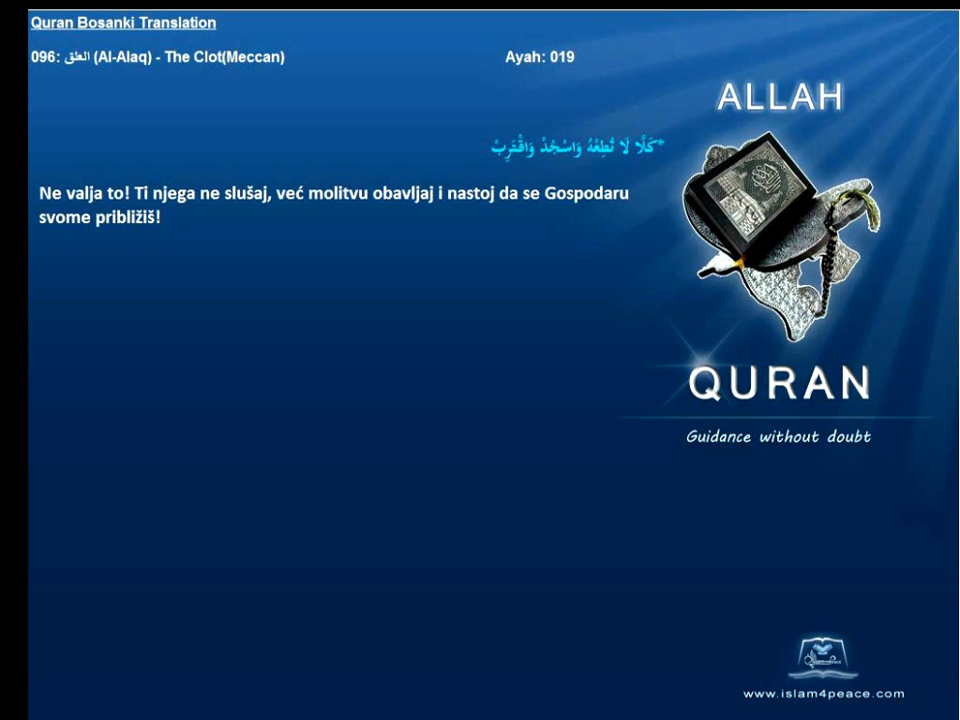 Quran Bosanki Translation
096: العلق (Al-Alaq) - The Clot(Meccan) Ayah: 019
ALLAH
*كَلَّا لَا تُطِعْهُ وَاسْجُدْ وَاقْتَرِبْ
Ne valja to! Ti njega ne slušaj, već molitvu obavljaj i nastoj da se Gospodaru
svome približiš!
QURAN
Guidance without doubt
www.islam4peace.com